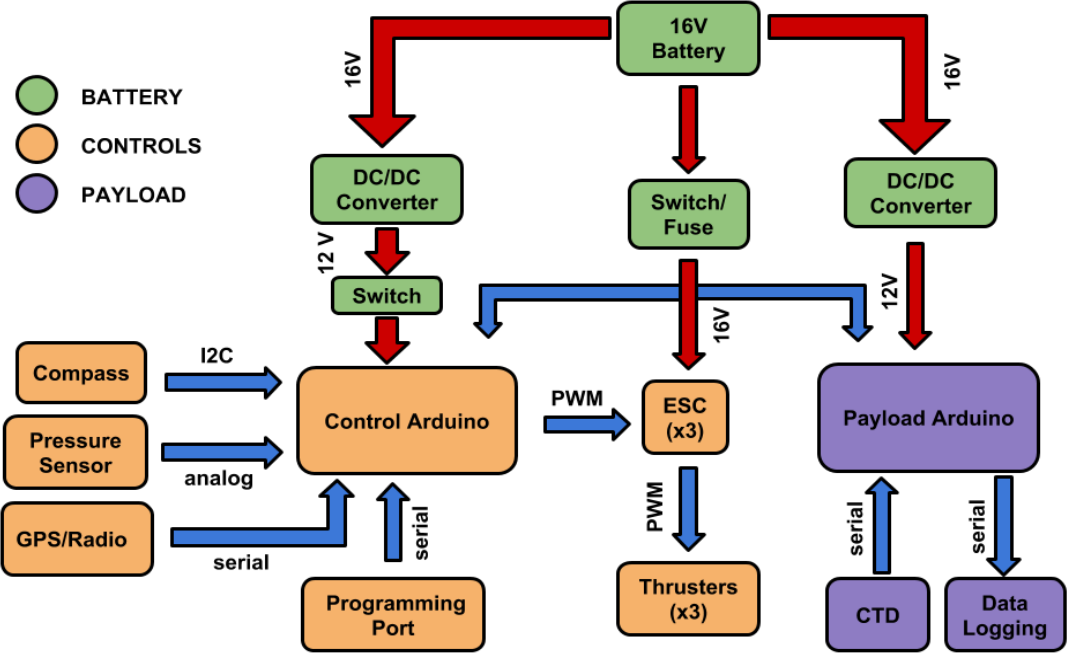 16V
Battery
16V
16V
BATTERY
CONTROLS
PAYLOAD
DC/DC
Converter
Switch/
Fuse
DC/DC
Converter
12 V
Switch
12V
16V
Compass
I2C
Pressure
Sensor
analog
GPS/Radio
serial
Control Arduino
serial
Programming
Port
PWM
ESC
(x3)
PWM
Thrusters
(x3)
Payload Arduino
serial
serial
CTD
Data
Logging